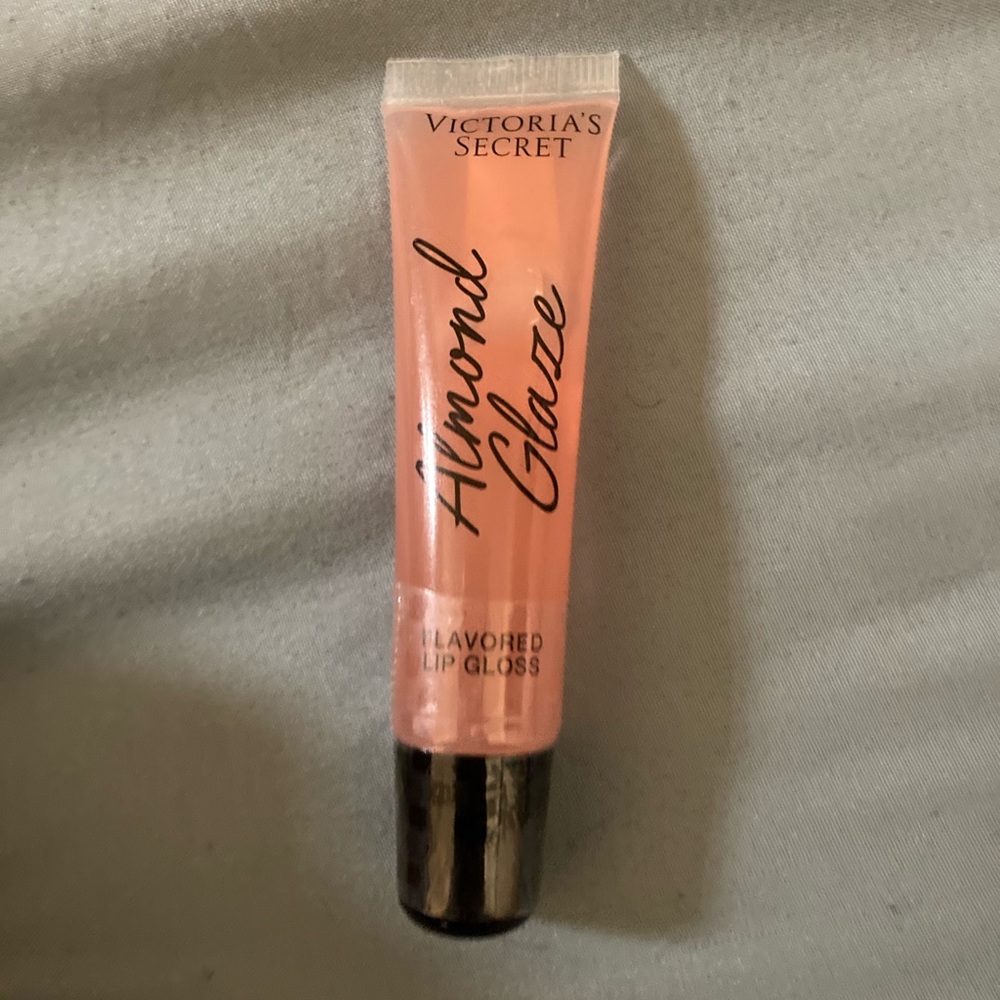 VICTORIA'S
SECRET
Almond
Glaze
FLAVORED
LIP GLOSS